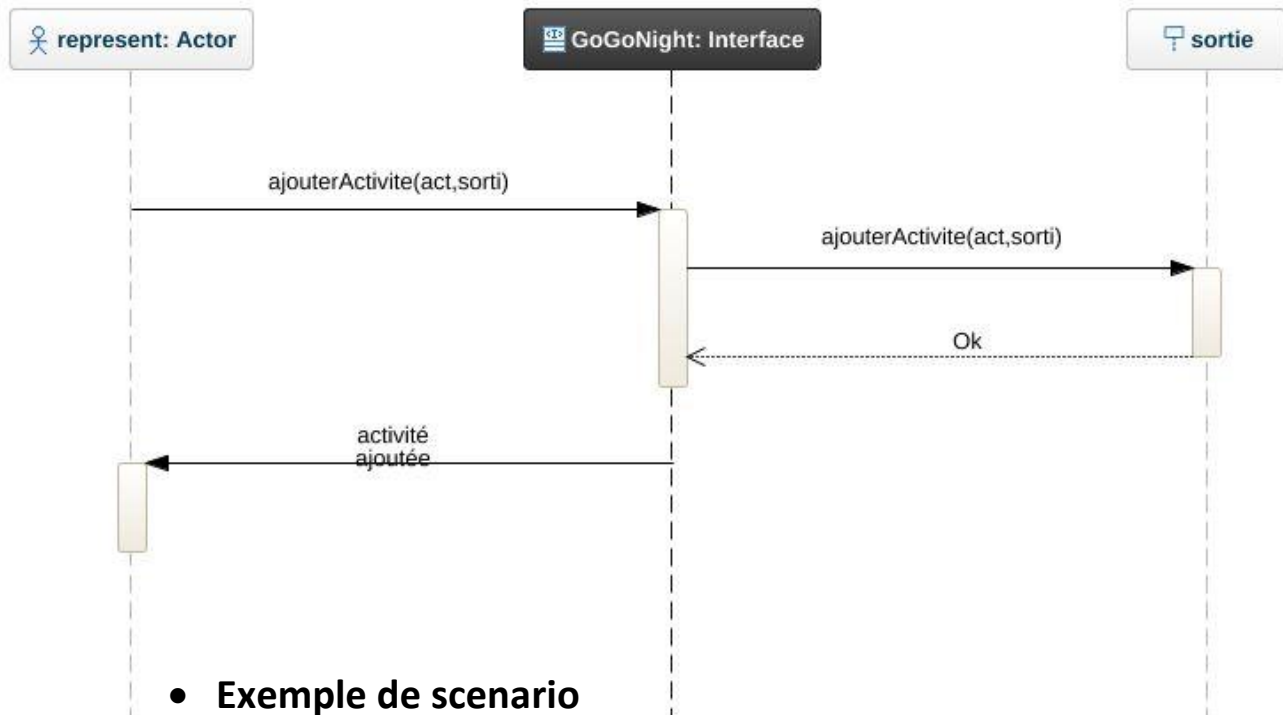 represent: Actor
GoGoNight: Interface
sortie
ajouterActivite(act,sorti)
ajouterActivite(act,sorti)
Ok
activité
ajoutée
• Exemple de scenario